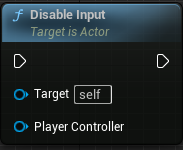 f Disable Input
Target is Actor
Target self
Player Controller